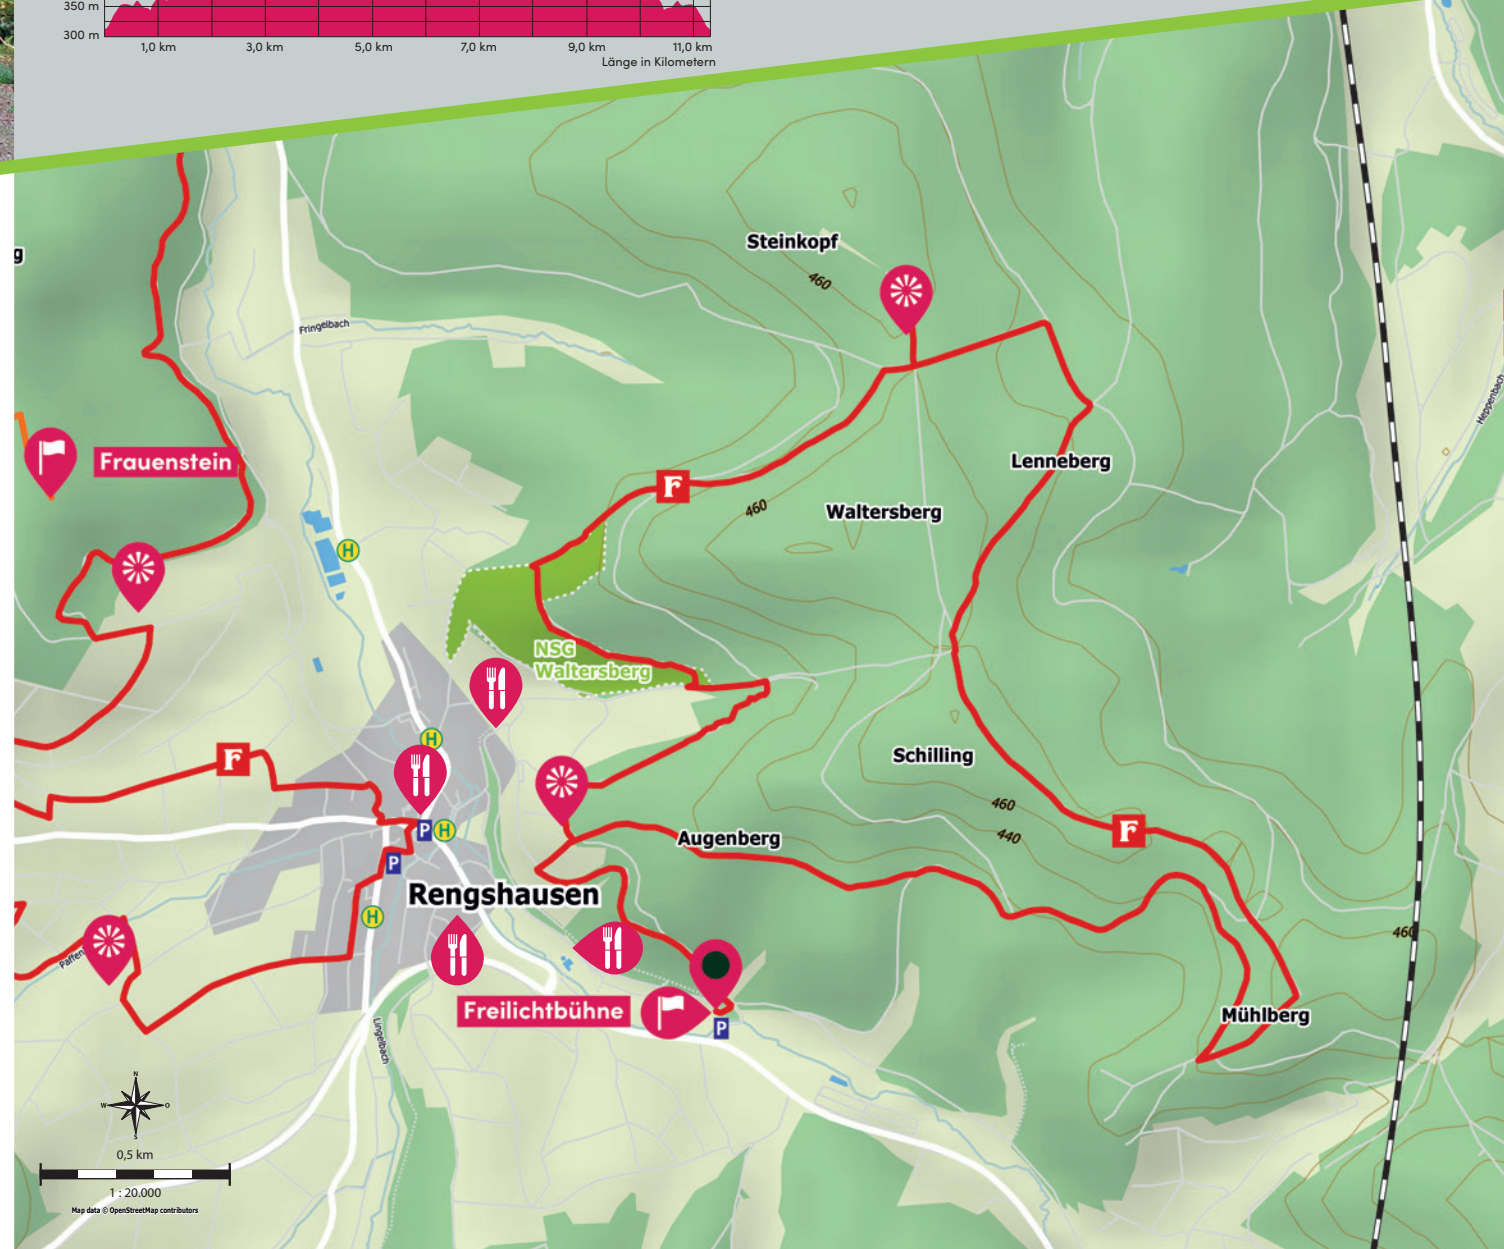 350 m
300 m
1,0 km 3,0 km 5,0 km 7,0 km 9,0 km 11,0 km
Länge in Kilometern
g
Steinkopf
460
Fringelbach
Heppenbach
Frauenstein
Lenneberg
F
460
Waltersberg
H
NSG
Waltersberg
H
F
Schilling
460
440
P
H
F
Augenberg
P
Rengshausen
H
460
Paffen
Freilichtbühne
P
Mühlberg
Lingelbach
N
W O
S
0,5 km
1 : 20.000
Map data © OpenStreetMap contributors